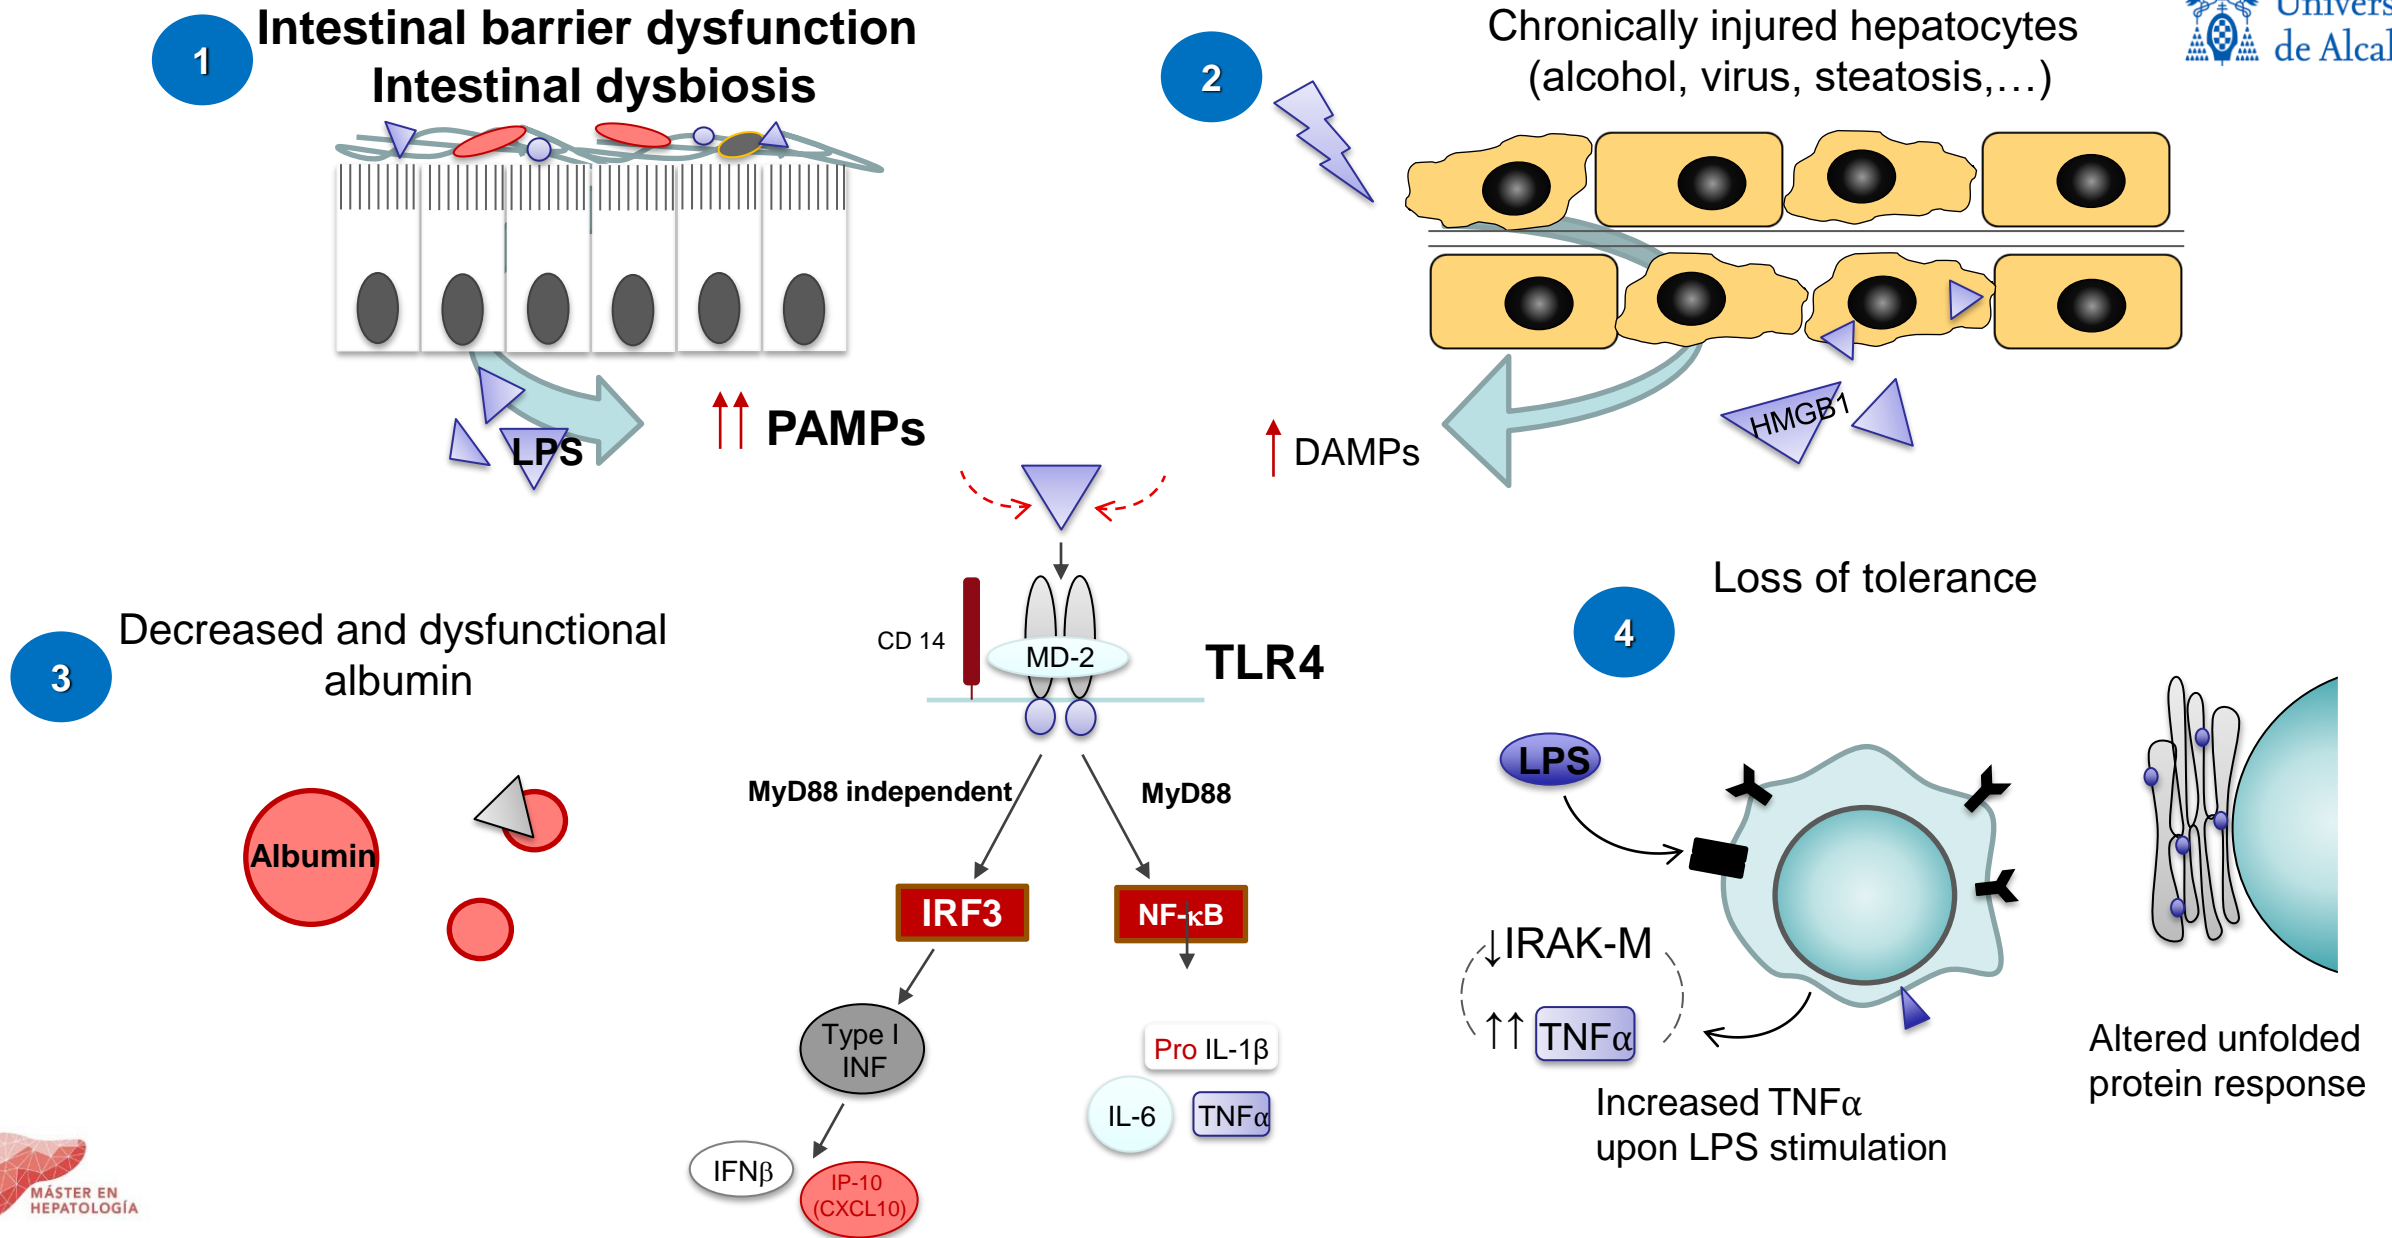 1
Intestinal barrier dysfunction
Intestinal dysbiosis
2
Chronically injured hepatocytes
(alcohol, virus, steatosis,…)
de Alcal
LPS
↑↑ PAMPs
↑ DAMPs
HMGB1
3
Decreased and dysfunctional
albumin
Albumin
CD 14
MD-2
TLR4
MyD88 independent
MyD88
IRF3
NF-κB
Type I
INF
IFNβ
IP-10
(CXCL10)
Pro IL-1β
IL-6
TNFα
4
Loss of tolerance
LPS
↓IRAK-M
↑↑ TNFα
Increased TNFα
upon LPS stimulation
Altered unfolded
protein response
MÁSTER EN
HEPATOLOGÍA